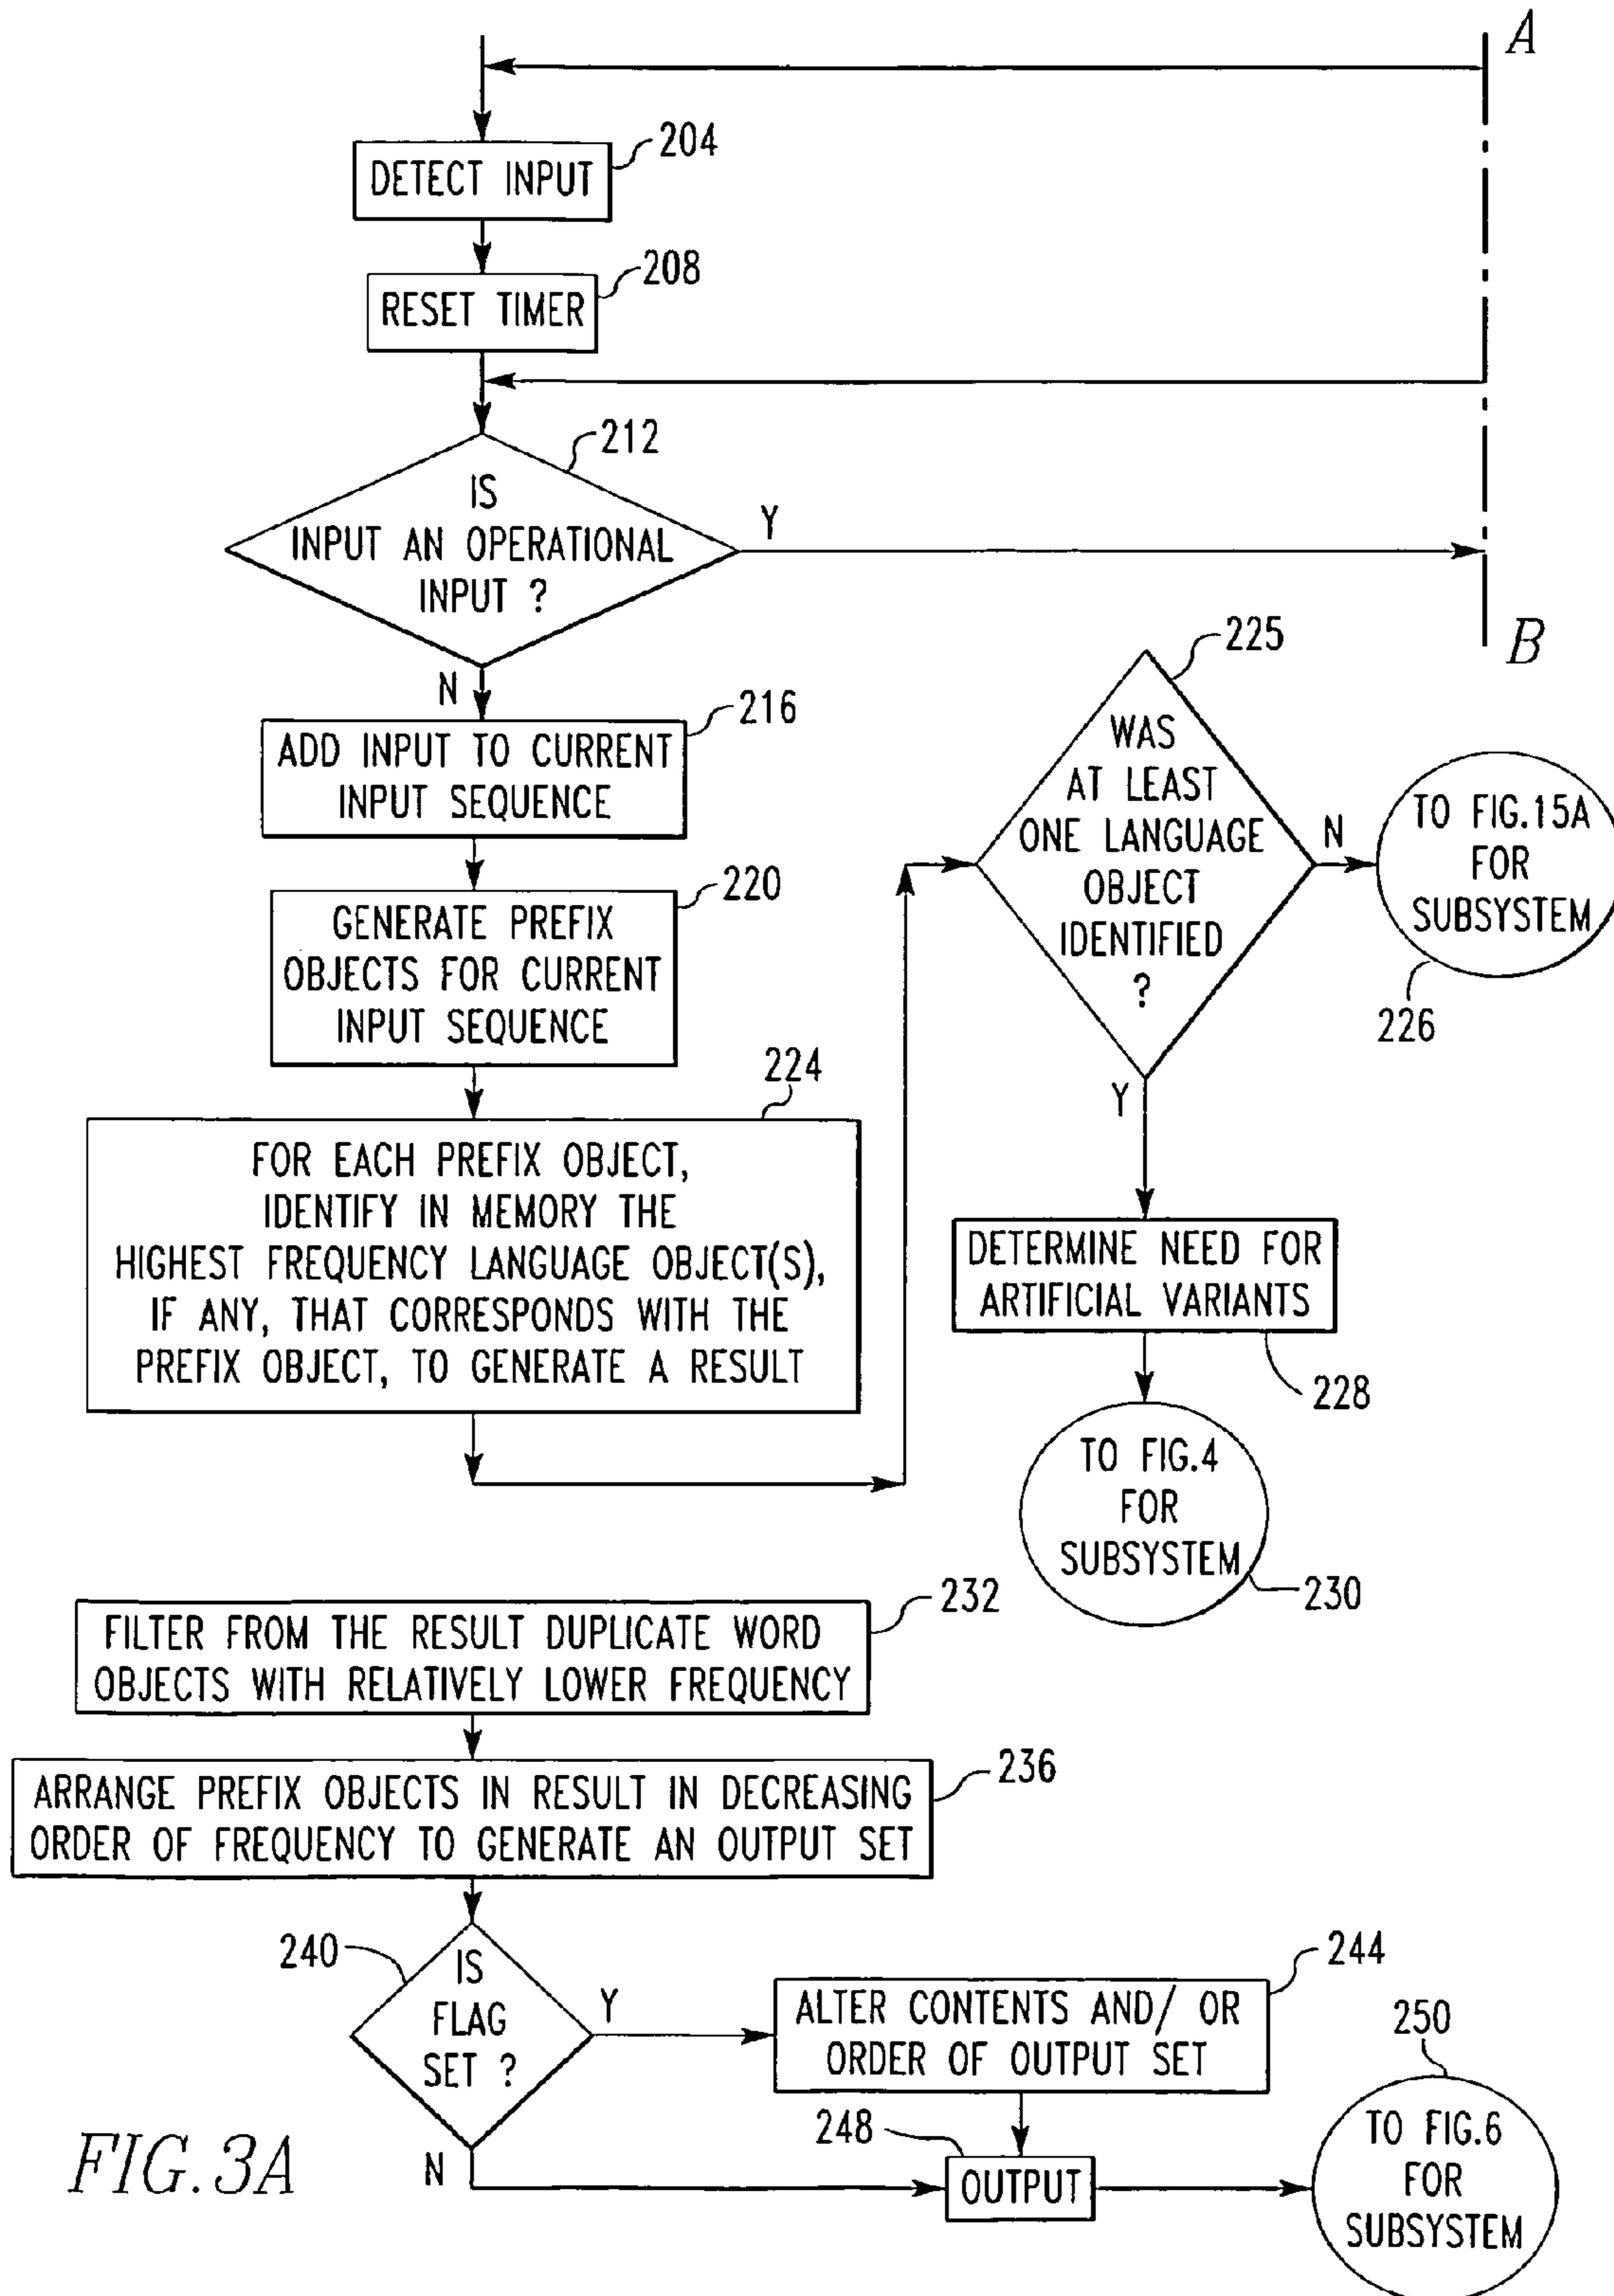 A
DETECT INPUT
204
RESET TIMER
208
212
IS
INPUT AN OPERATIONAL
INPUT ?
Y
B
N
ADD INPUT TO CURRENT
INPUT SEQUENCE
216
GENERATE PREFIX
OBJECTS FOR CURRENT
INPUT SEQUENCE
220
224
FOR EACH PREFIX OBJECT,
IDENTIFY IN MEMORY THE
HIGHEST FREQUENCY LANGUAGE OBJECT(S),
IF ANY, THAT CORRESPONDS WITH THE
PREFIX OBJECT, TO GENERATE A RESULT
225
WAS
AT LEAST
ONE LANGUAGE
OBJECT
IDENTIFIED
?
N
TO FIG.15A
FOR
SUBSYSTEM
226
Y
DETERMINE NEED FOR
ARTIFICIAL VARIANTS
228
TO FIG.4
FOR
SUBSYSTEM
230
232
FILTER FROM THE RESULT DUPLICATE WORD
OBJECTS WITH RELATIVELY LOWER FREQUENCY
236
ARRANGE PREFIX OBJECTS IN RESULT IN DECREASING
ORDER OF FREQUENCY TO GENERATE AN OUTPUT SET
240
IS
FLAG
SET ?
Y
244
ALTER CONTENTS AND/ OR
ORDER OF OUTPUT SET
N
248
OUTPUT
250
TO FIG.6
FOR
SUBSYSTEM
FIG.3A